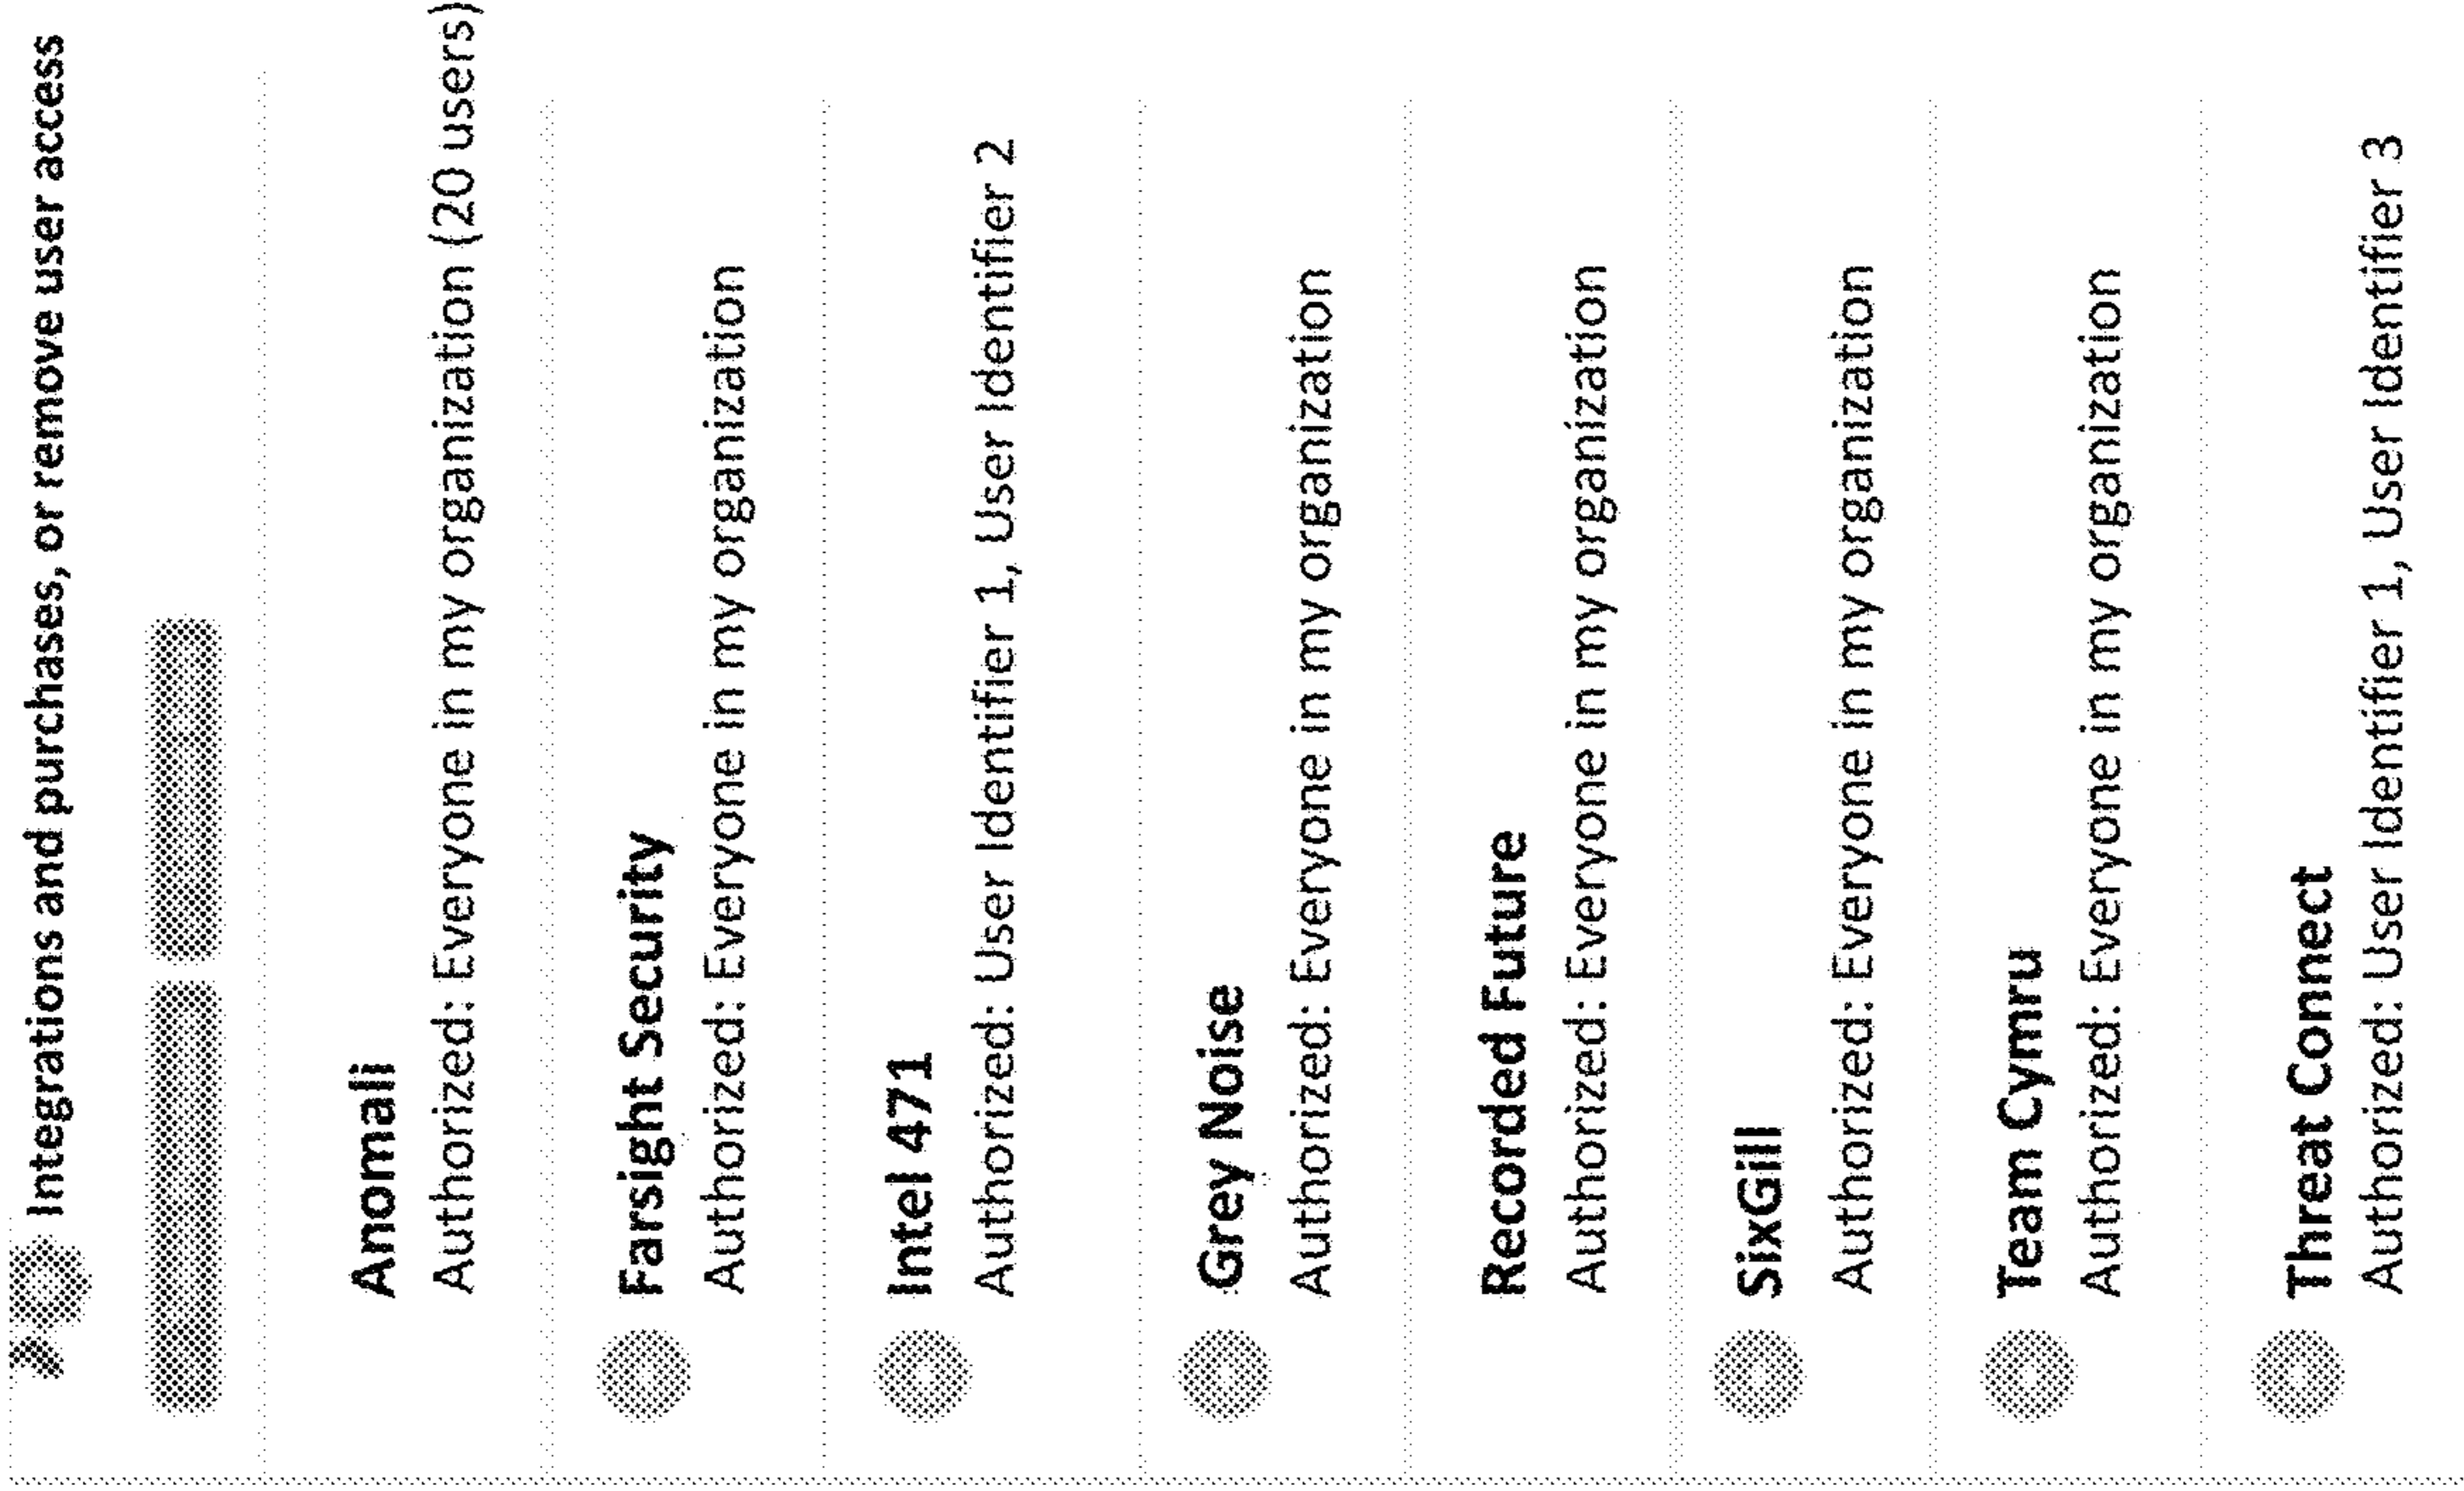 Integrations and purchases, or remove user access
Anomali
Authorized: Everyone in my organization (20 users)
Farsight Security
Authorized: Everyone in my organization
Intel 471
Authorized: User Identifier 1, User Identifier 2
Grey Noise
Authorized: Everyone in my organization
Recorded Future
Authorized: Everyone in my organization
SixGill
Authorized: Everyone in my organization
Team Cymru
Authorized: Everyone in my organization
Threat Connect
Authorized: User Identifier 1, User Identifier 3